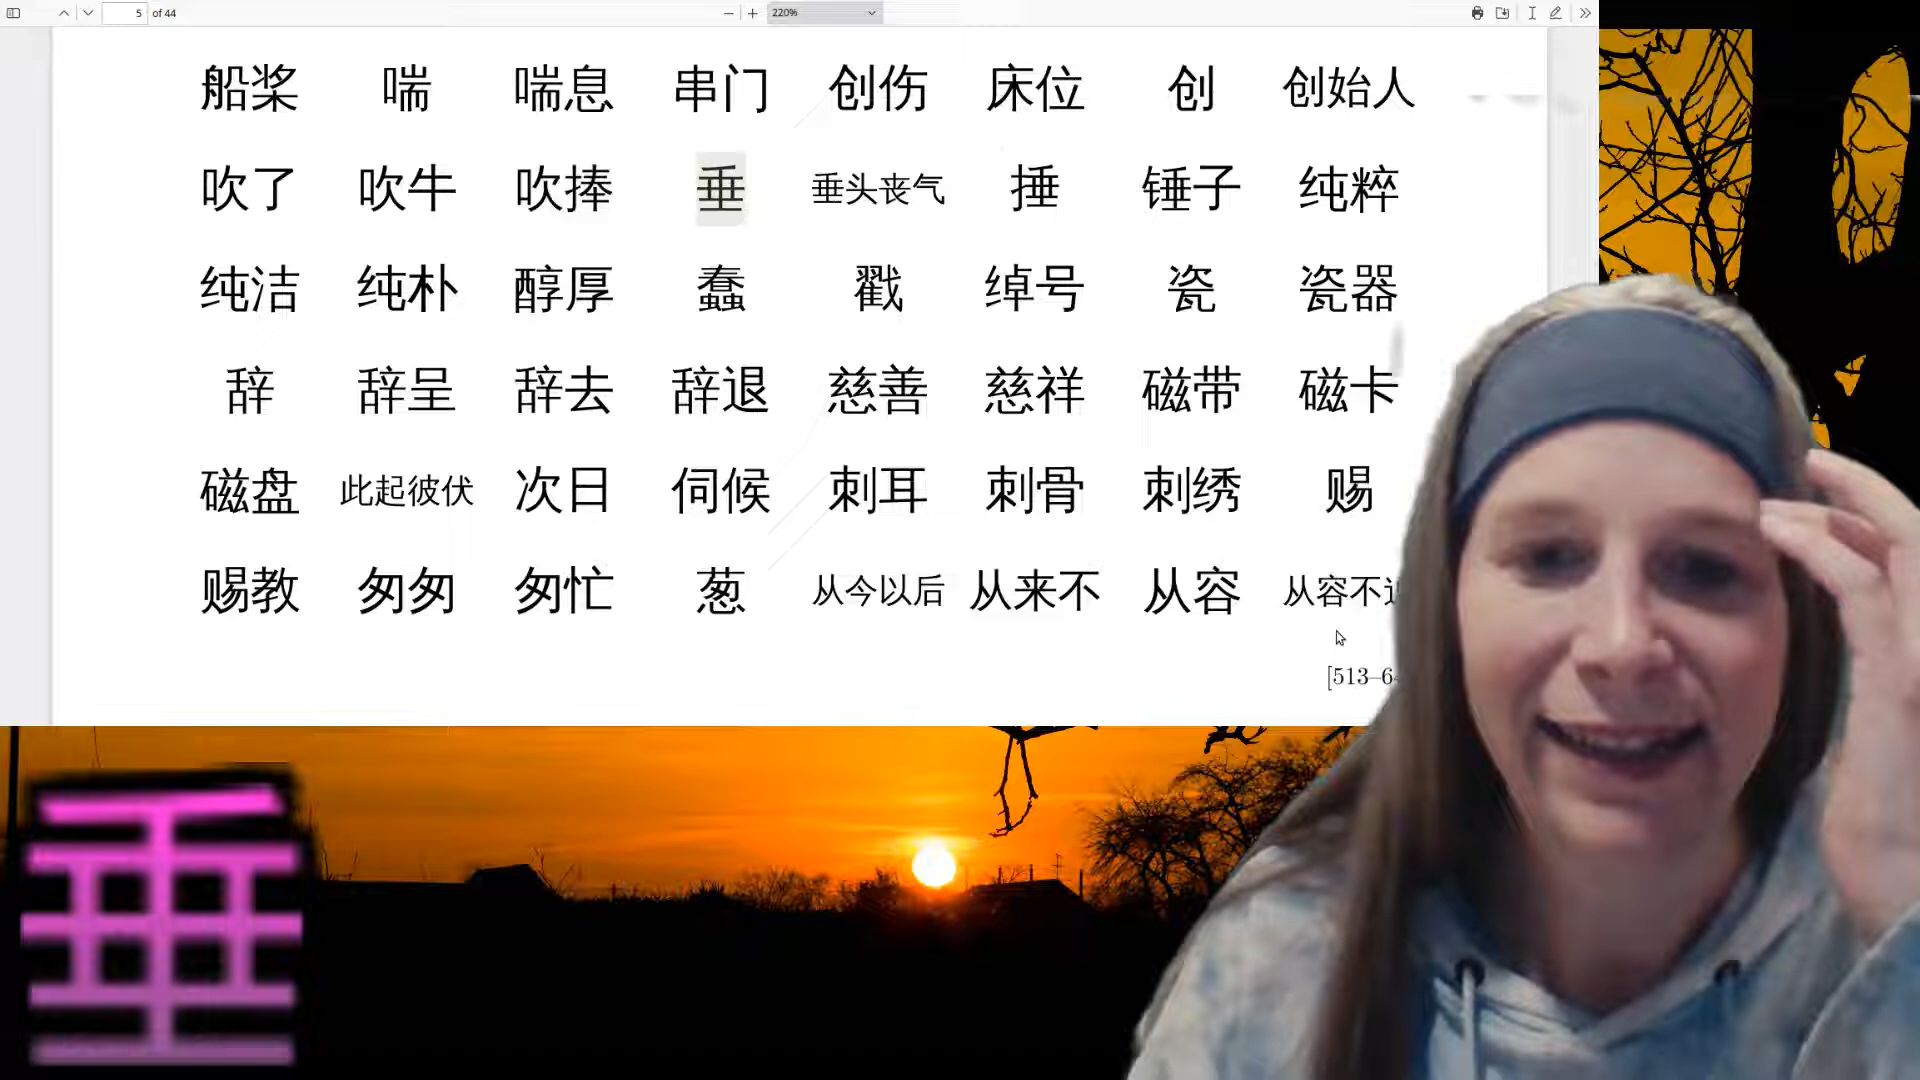 5 of 44 220%
船桨 喘 喘息 串门 创伤 床位 创 创始人
吹了 吹牛 吹捧 垂 垂头丧气 捶 锤子 纯粹
纯洁 纯朴 醇厚 蠢 戳 绰号 瓷 瓷器
辞 辞呈 辞去 辞退 慈善 慈祥 磁带 磁卡
磁盘 此起彼伏 次日 伺候 刺耳 刺骨 刺绣 赐
赐教 匆匆 匆忙 葱 从今以后 从来不 从容 从容不
[513–6
垂